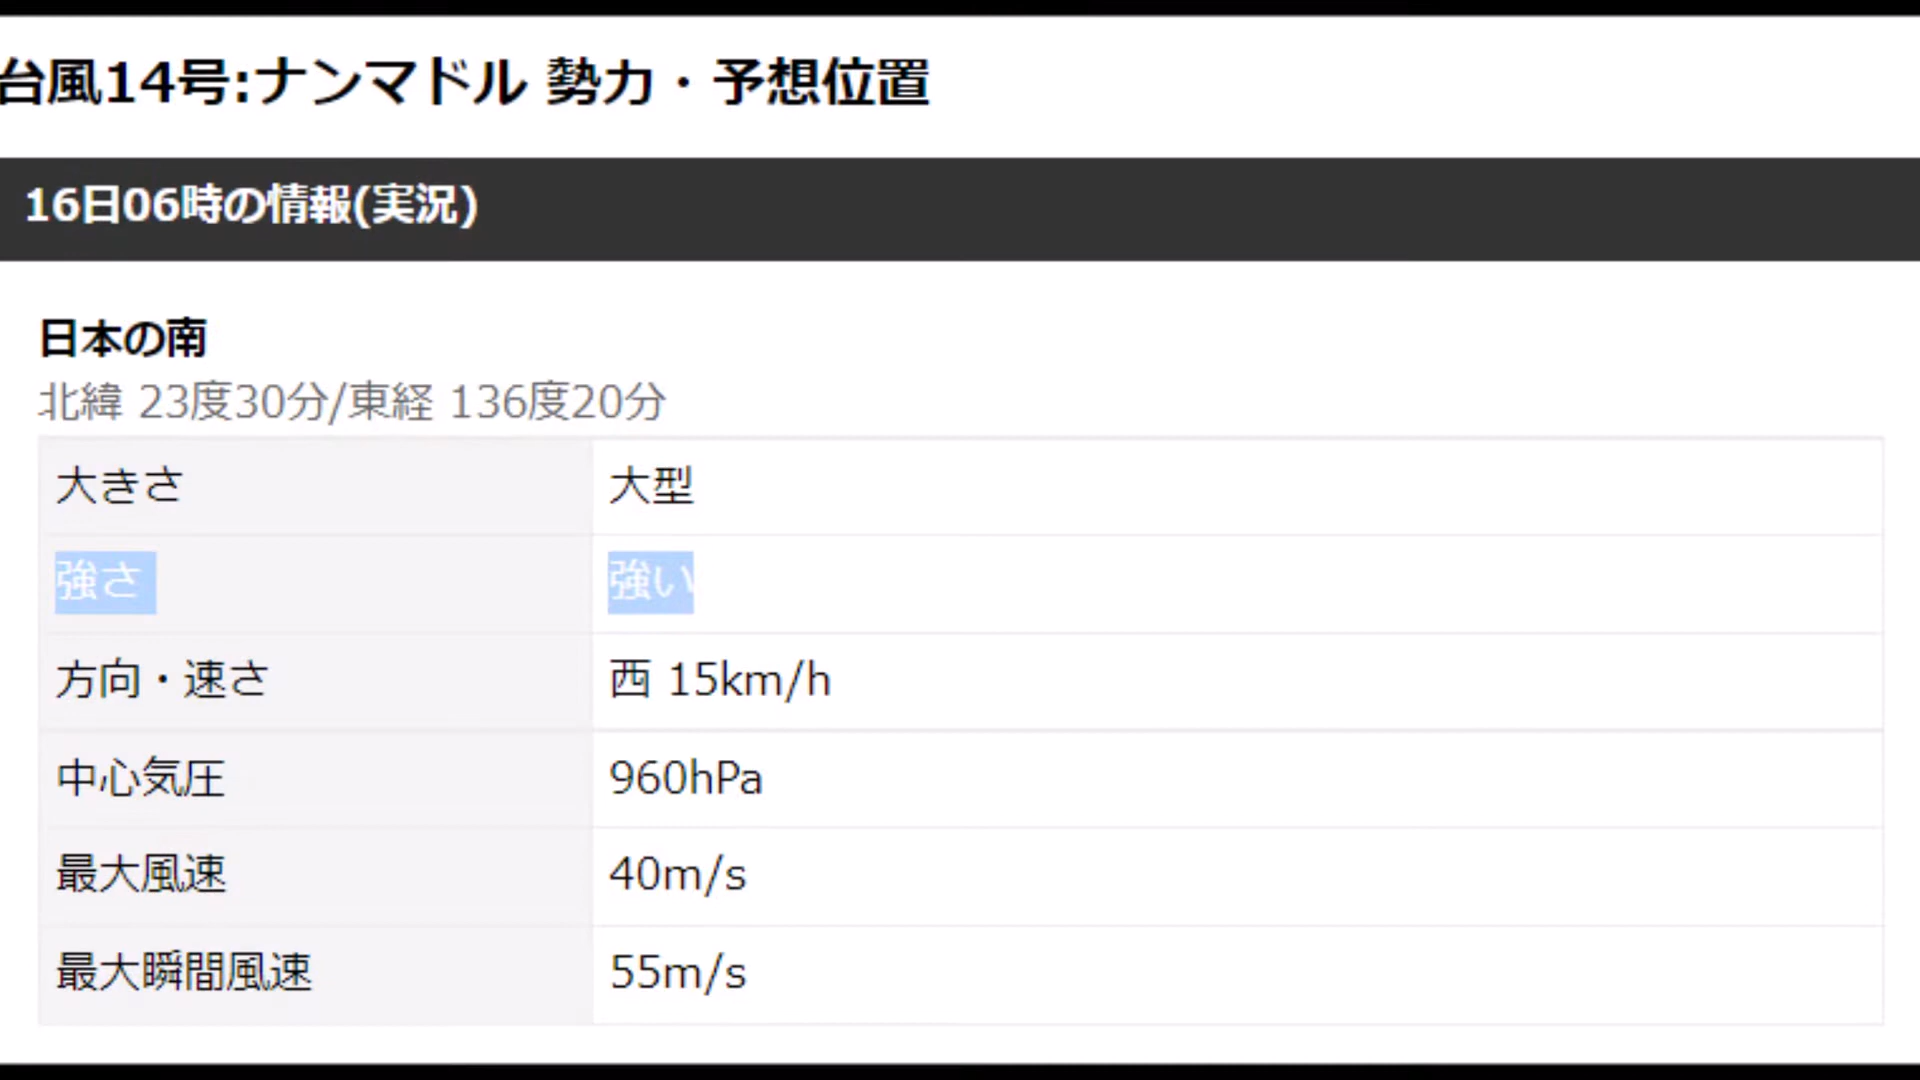 台風14号:ナンマドル 勢力・予想位置
16日06時の情報(実況)
日本の南
北緯 23度30分/東経 136度20分
大きさ 大型
強さ 強い
方向・速さ 西 15km/h
中心気圧 960hPa
最大風速 40m/s
最大瞬間風速 55m/s